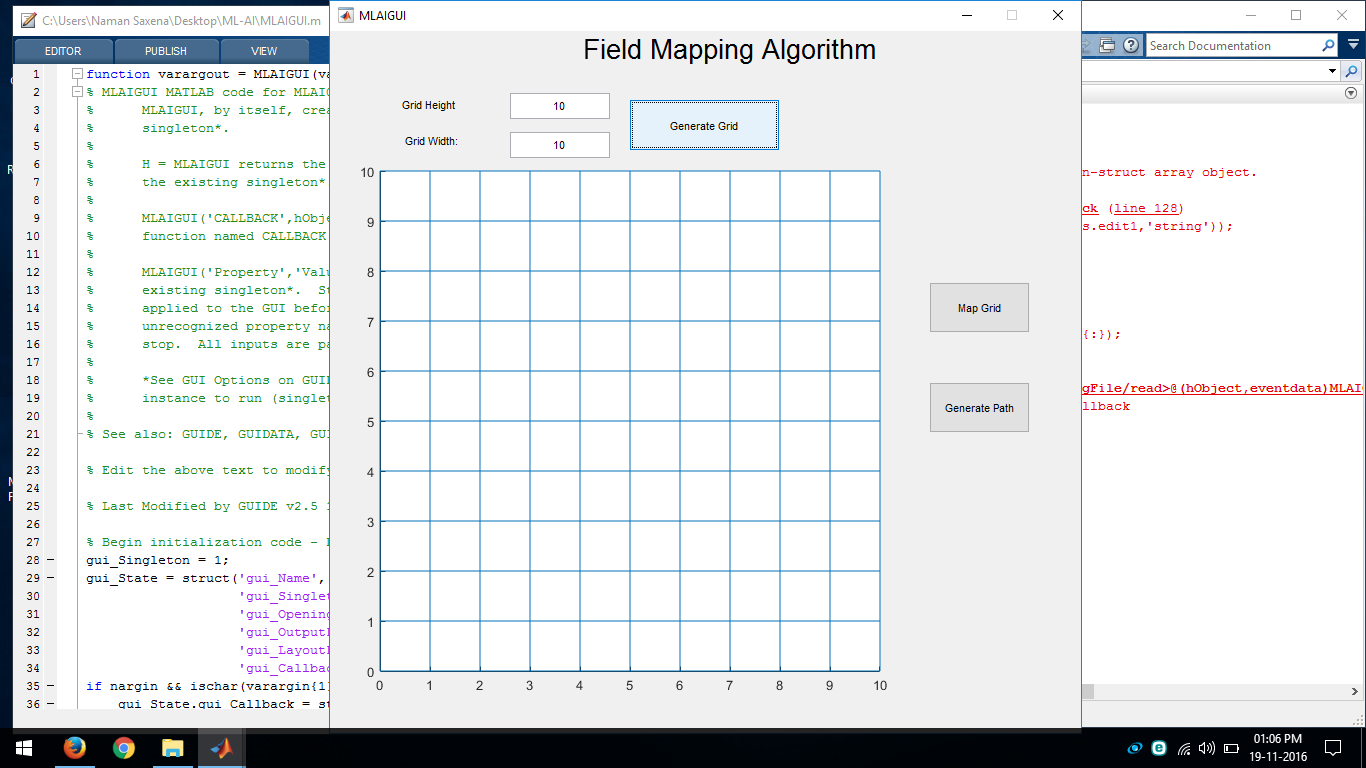 C:\Users\Naman Saxena\Desktop\ML-AI\MLAIGUI.m
EDITOR PUBLISH VIEW
1 function varargout = MLAIGUI(va
2 % MLAIGUI MATLAB code for MLAIG
3 % MLAIGUI, by itself, crea
4 % singleton*.
5 %
6 % H = MLAIGUI returns the
7 % the existing singleton*
8 %
9 % MLAIGUI('CALLBACK',hObje
10 % function named CALLBACK
11 %
12 % MLAIGUI('Property','Valu
13 % existing singleton*. St
14 % applied to the GUI befor
15 % unrecognized property na
16 % stop. All inputs are pa
17 %
18 % *See GUI Options on GUID
19 % instance to run (singlet
20 %
21 % See also: GUIDE, GUIDATA, GUI
22
23 % Edit the above text to modify
24
25 % Last Modified by GUIDE v2.5
26
27 % Begin initialization code -
28 gui_Singleton = 1;
29 gui_State = struct('gui_Name',
30 'gui_Singlet
31 'gui_Opening
32 'gui_Output
33 'gui_Layout
34 'gui_Callbac
35 if nargin && ischar(varargin{1
36 gui_State.gui_Callback = st
MLAIGUI
Field Mapping Algorithm
Grid Height 10
Grid Width: 10
Generate Grid
10
9
8
7
6
5
4
3
2
1
0
0 1 2 3 4 5 6 7 8 9 10
Map Grid
Generate Path
Search Documentation
n-struct array object.
ck (line 128)
s.edit1,'string'));
{:});
gFile/read>@(hObject,eventdata)MLAIG
llback
01:06 PM
19-11-2016